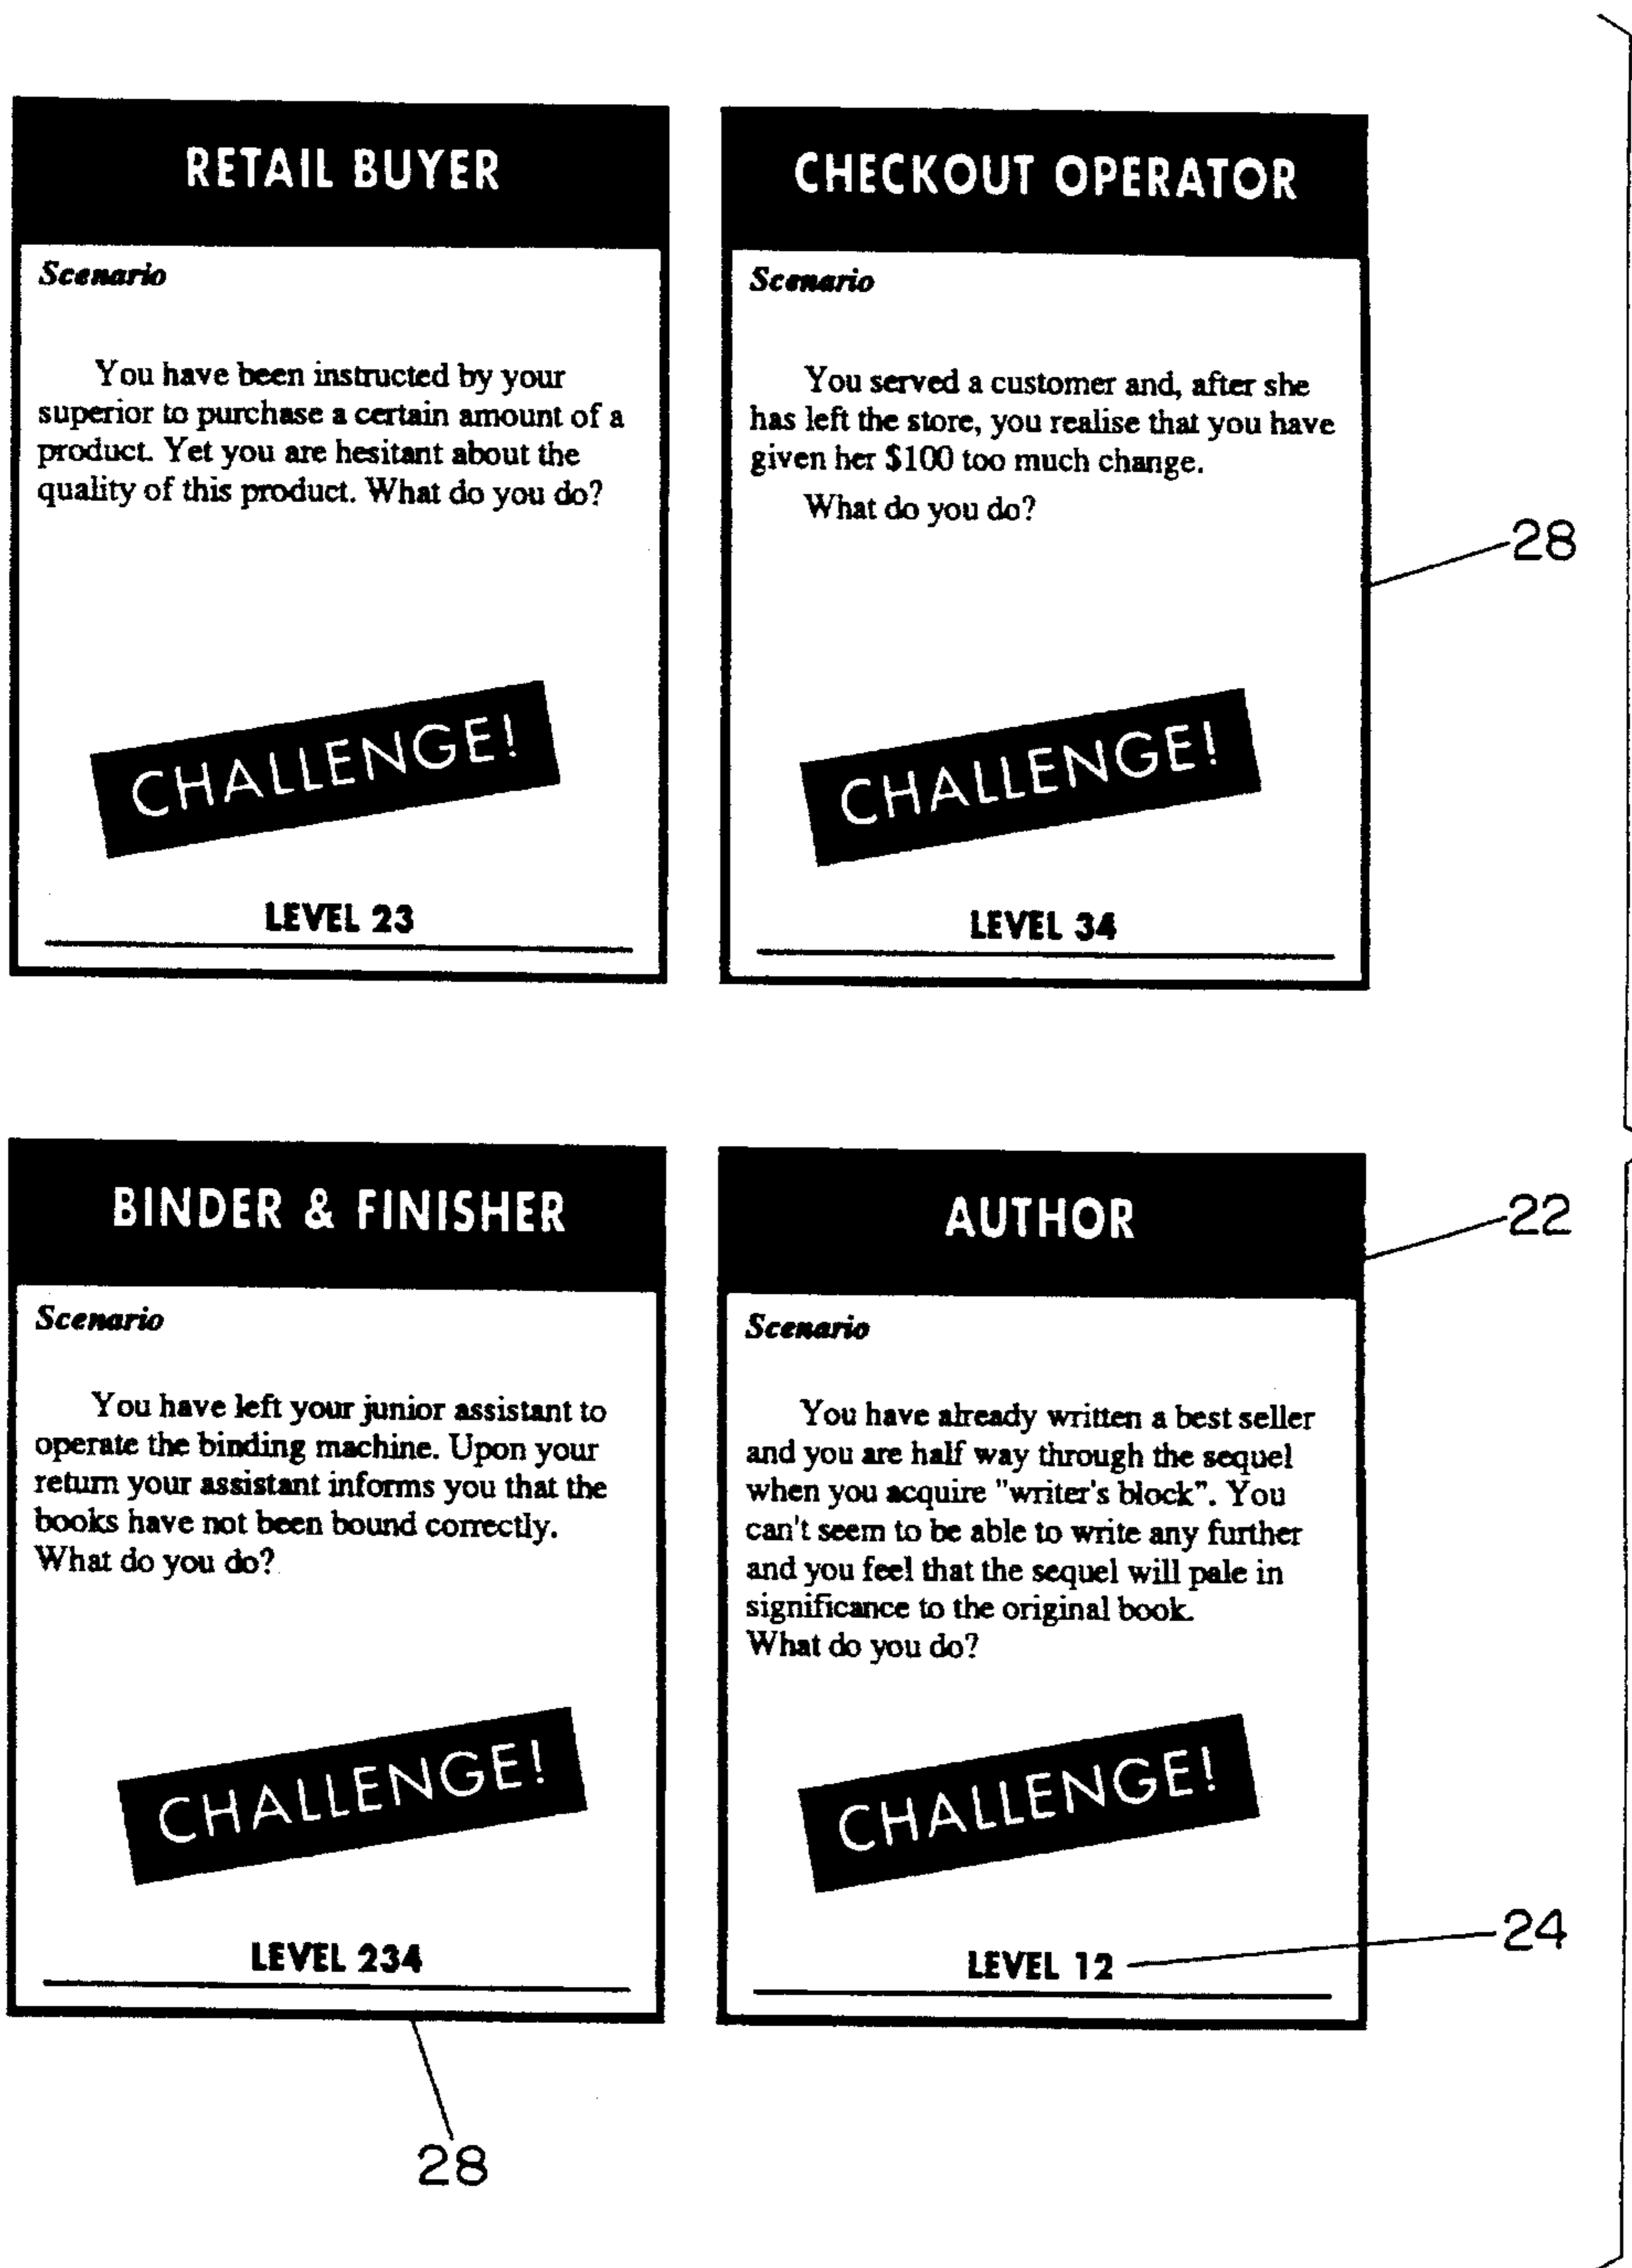 RETAIL BUYER
Scenario
You have been instructed by your
superior to purchase a certain amount of a
product. Yet you are hesitant about the
quality of this product. What do you do?
CHALLENGE!
LEVEL 23
CHECKOUT OPERATOR
Scenario
You served a customer and, after she
has left the store, you realise that you have
given her $100 too much change.
What do you do?
CHALLENGE!
LEVEL 34
28
BINDER & FINISHER
Scenario
You have left your junior assistant to
operate the binding machine. Upon your
return your assistant informs you that the
books have not been bound correctly.
What do you do?
CHALLENGE!
LEVEL 234
28
AUTHOR
Scenario
You have already written a best seller
and you are half way through the sequel
when you acquire "writer's block". You
can't seem to be able to write any further
and you feel that the sequel will pale in
significance to the original book.
What do you do?
CHALLENGE!
LEVEL 12
22
24